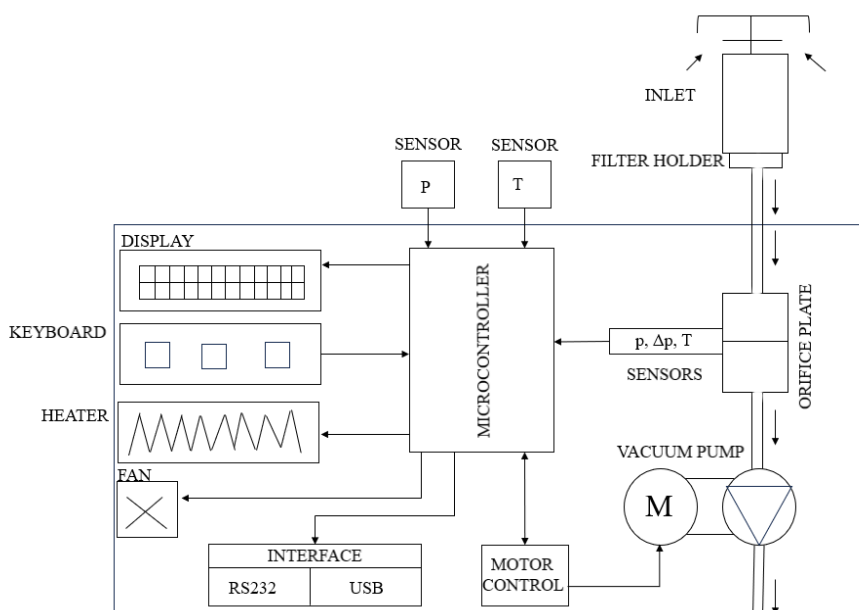 INLET
FILTER HOLDER
SENSOR
P
SENSOR
T
DISPLAY
KEYBOARD
HEATER
FAN
MICROCONTROLLER
p, Δp, T
SENSORS
ORIFICE PLATE
VACUUM PUMP
M
INTERFACE
RS232
USB
MOTOR
CONTROL